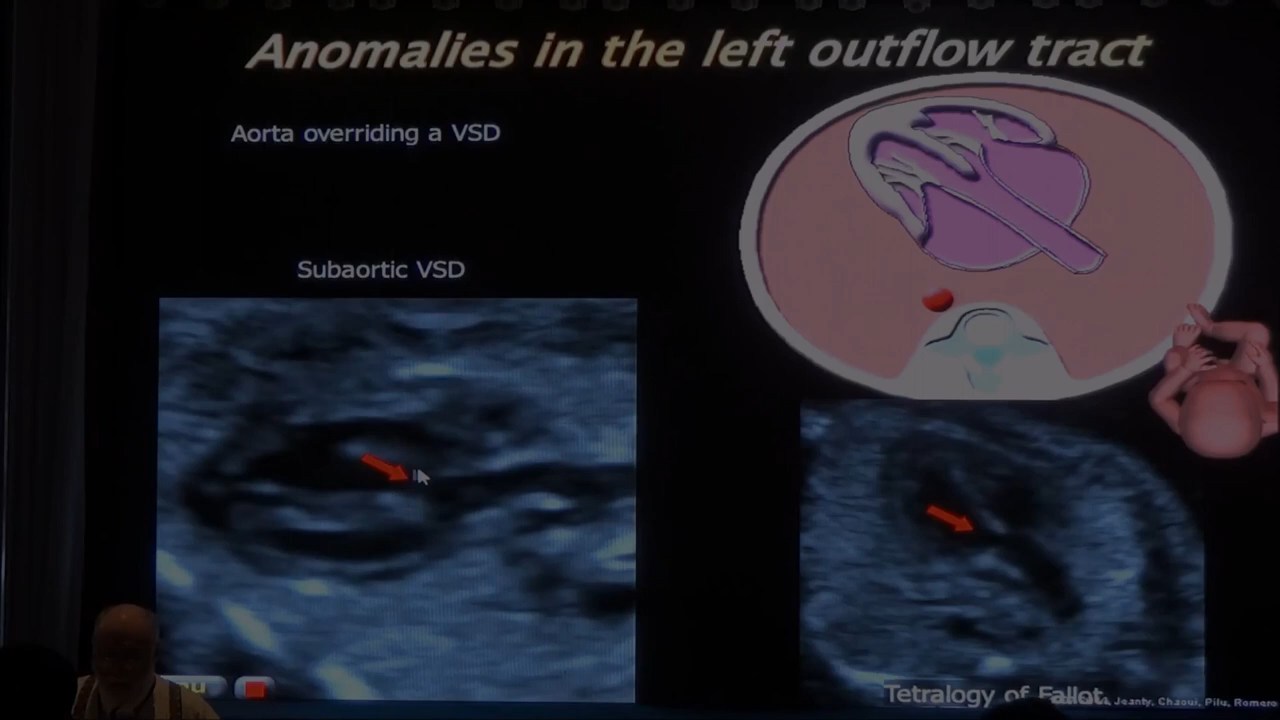 Anomalies in the left outflow tract
Aorta overriding a VSD
Subaortic VSD
Tetralogy of Fallot
Jeanty, Chaoui, Pilu, Romero